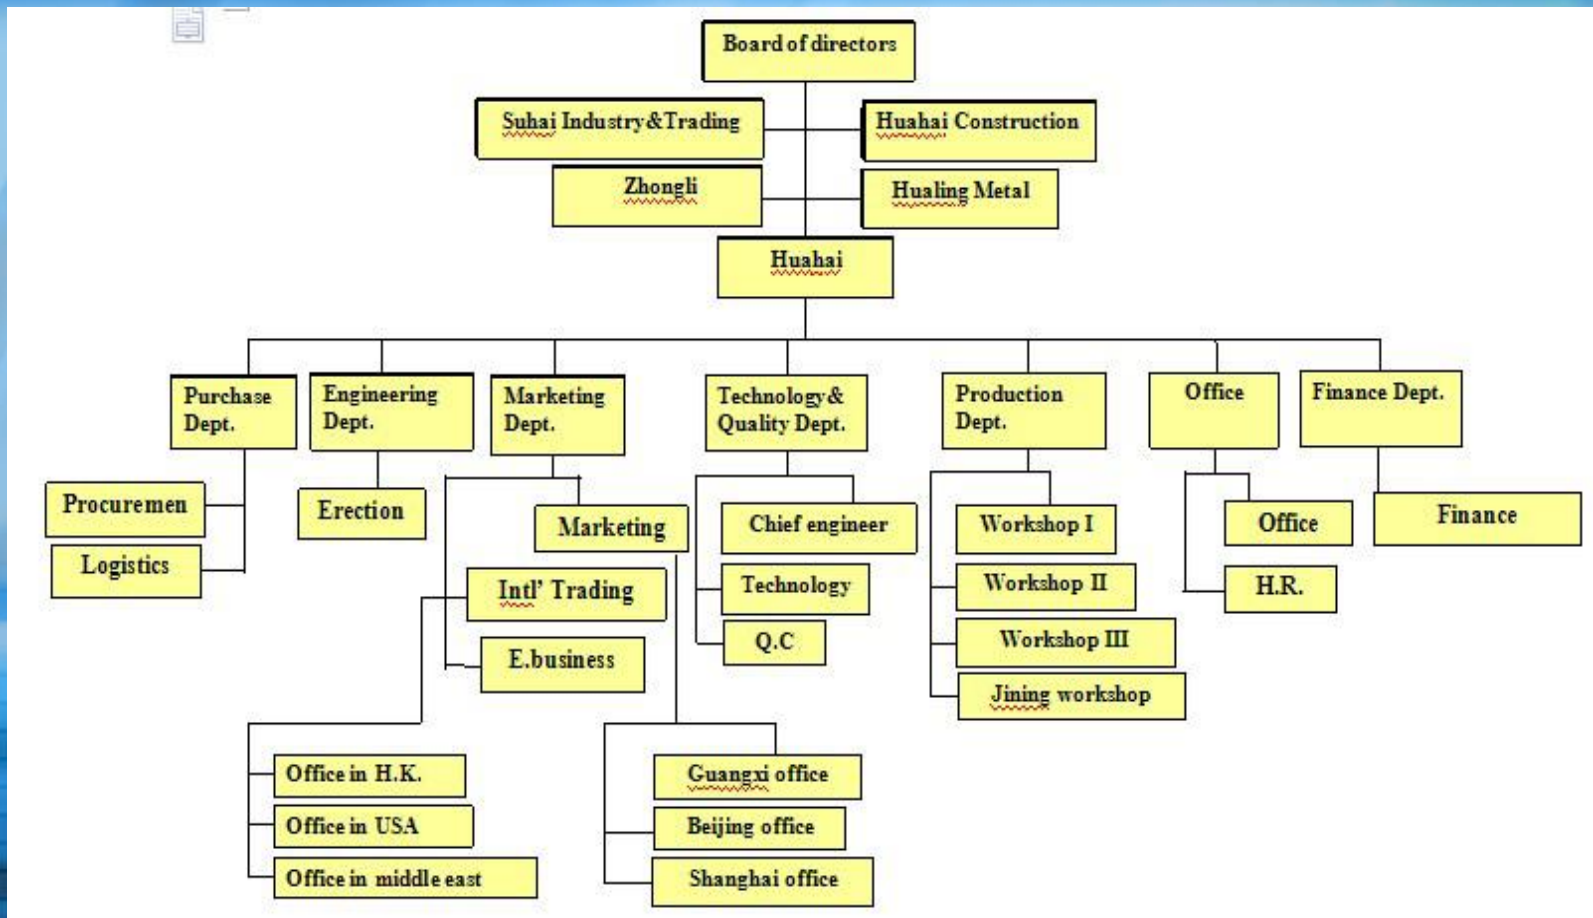 Board of directors
Suhai Industry&Trading
Huahai Construction
Zhongli
Hualing Metal
Huahai
Purchase
Dept.
Engineering
Dept.
Marketing
Dept.
Technology&
Quality Dept.
Production
Dept.
Office
Finance Dept.
Procuremen
Logistics
Erection
Marketing
Intl’ Trading
E.business
Chief engineer
Technology
Q.C
Workshop I
Workshop II
Workshop III
Jining workshop
Office
H.R.
Finance
Office in H.K.
Office in USA
Office in middle east
Guangxi office
Beijing office
Shanghai office